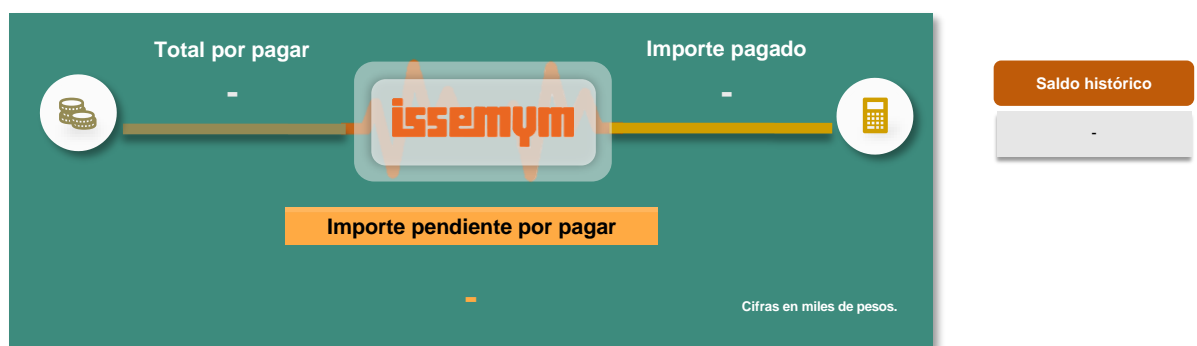 Total por pagar
-
issemym
Importe pagado
-
Importe pendiente por pagar
-
Cifras en miles de pesos.
Saldo histórico
-